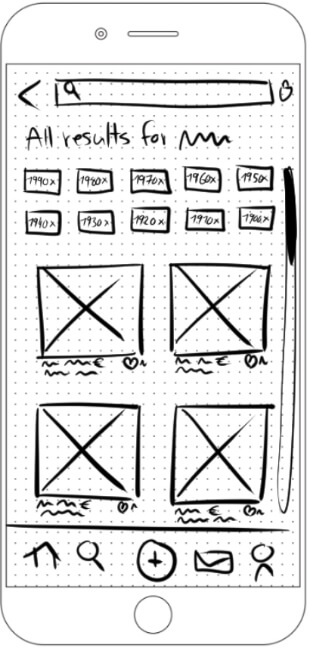 All results for
1990x 1980x 1970x 1960x 1950x
1940x 1930x 1920x 1910x 1900x
€ €
€ €